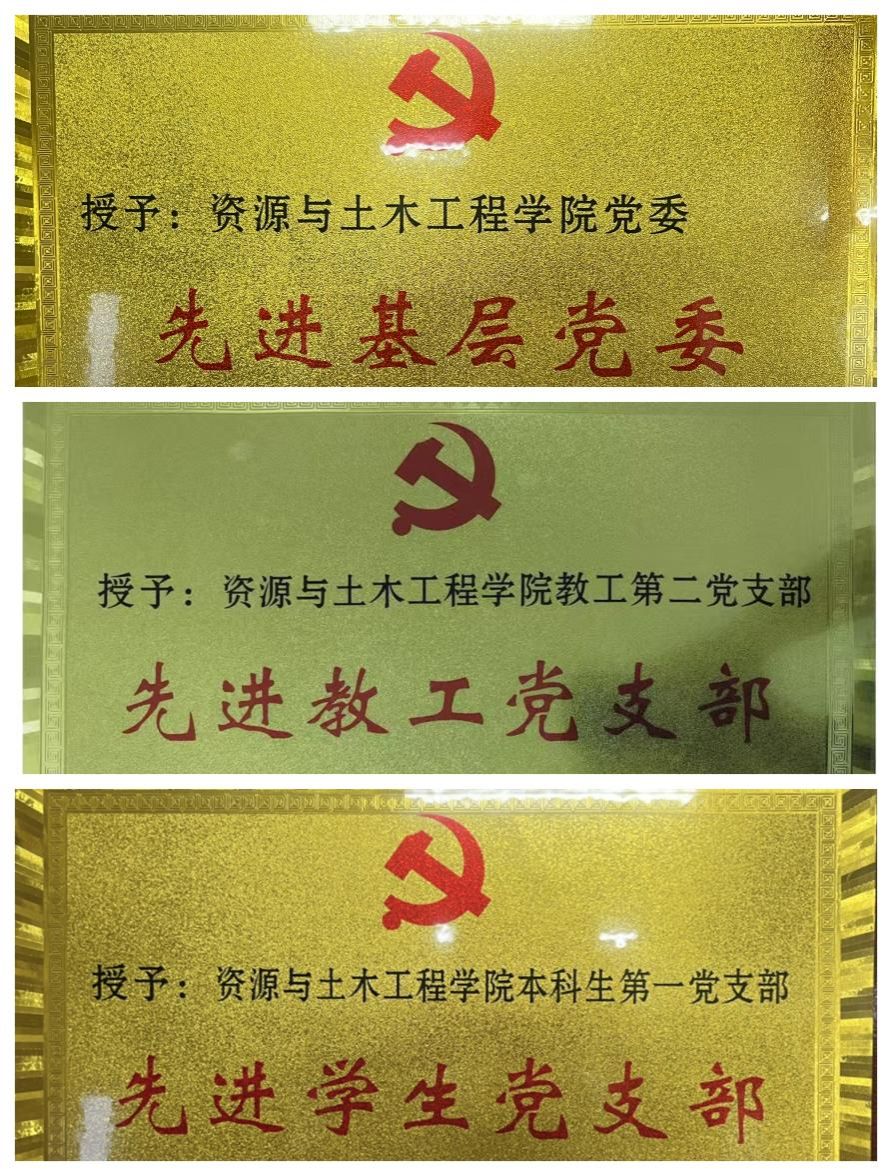 授予：资源与土木工程学院党委
先进基层党委
授予：资源与土木工程学院教工第二党支部
先进教工党支部
授予：资源与土木工程学院本科生第一党支部
先进学生党支部